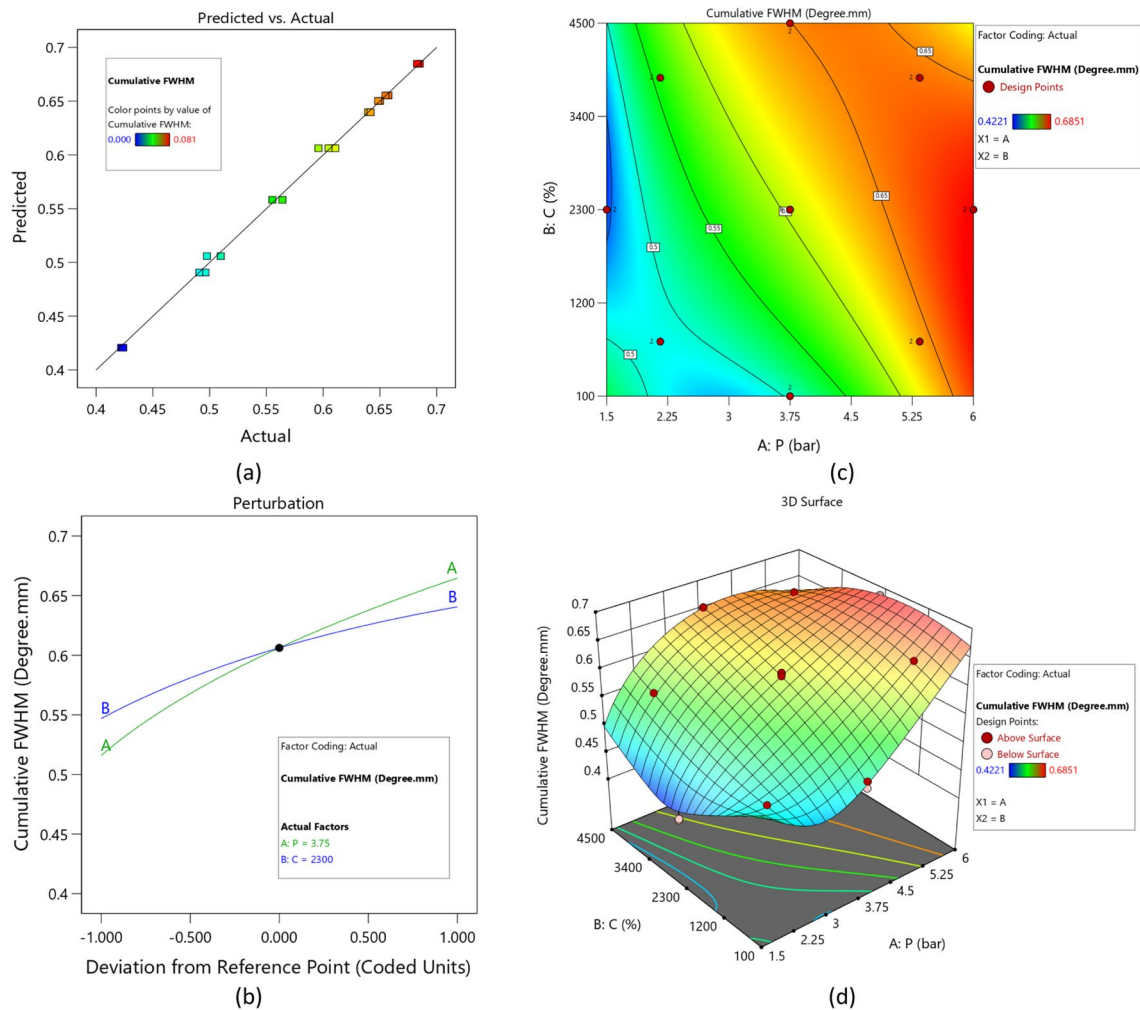 Predicted vs. Actual
0.7
0.65
0.6
0.55
0.5
0.45
0.4
Predicted
Cumulative FWHM
Color points by value of
Cumulative FWHM:
0.000 0.081
0.4 0.45 0.5 0.55 0.6 0.65 0.7
Actual
(a)
Cumulative FWHM (Degree.mm)
4500
3400
2300
1200
100
B: C (%)
2
0.65
2
2
0.65
2
2
0.55
0.5
2
2
0.5
2
1.5 2.25 3 3.75 4.5 5.25 6
A: P (bar)
Factor Coding: Actual
Cumulative FWHM (Degree.mm)
Design Points
0.4221 0.6851
X1 = A
X2 = B
(c)
Perturbation
0.7
0.65
0.6
0.55
0.5
0.45
0.4
Cumulative FWHM (Degree.mm)
A
B
B
A
Factor Coding: Actual
Cumulative FWHM (Degree.mm)
Actual Factors
A: P = 3.75
B: C = 2300
-1.000 -0.500 0.000 0.500 1.000
Deviation from Reference Point (Coded Units)
(b)
3D Surface
0.7
0.65
0.6
0.55
0.5
0.45
0.4
Cumulative FWHM (Degree.mm)
4500
3400
2300
1200
100
B: C (%)
1.5
2.25
3
3.75
4.5
5.25
6
A: P (bar)
Factor Coding: Actual
Cumulative FWHM (Degree.mm)
Design Points:
Above Surface
Below Surface
0.4221 0.6851
X1 = A
X2 = B
(d)